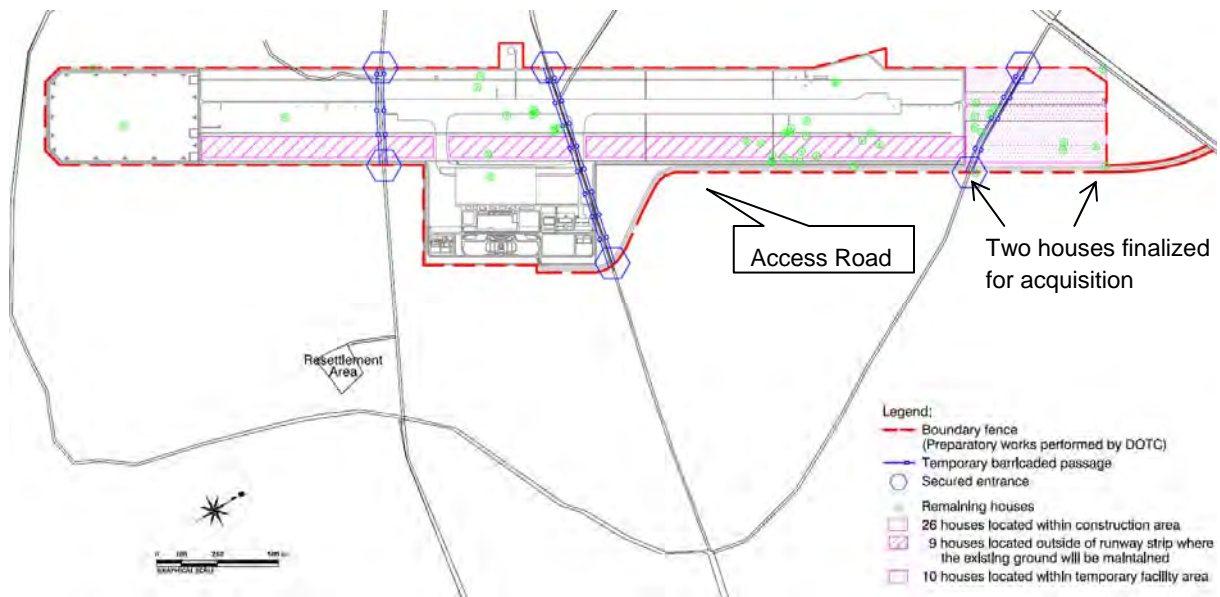 Access Road
Two houses finalized
for acquisition
Resettlement
Area
Legend:
Boundary fence
(Preparatory works performed by DOTC)
Temporary barricaded passage
Secured entrance
Remaining houses
26 houses located within construction area
9 houses located outside of runway strip where
the existing ground will be maintained
10 houses located within temporary facility area
GRAPHICAL SCALE